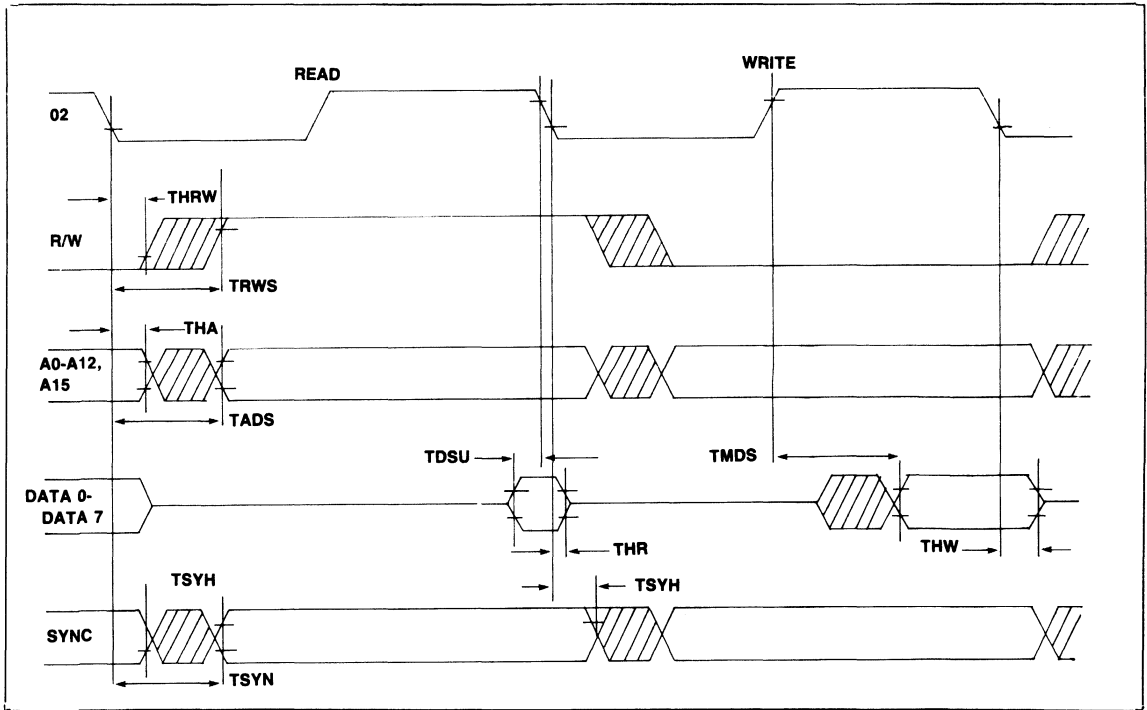 READ
WRITE
02
THRW
R/W
TRWS
THA
A0-A12,
A15
TADS
TDSU
TMDS
DATA 0-
DATA 7
THR
THW
TSYH
TSYH
SYNC
TSYN